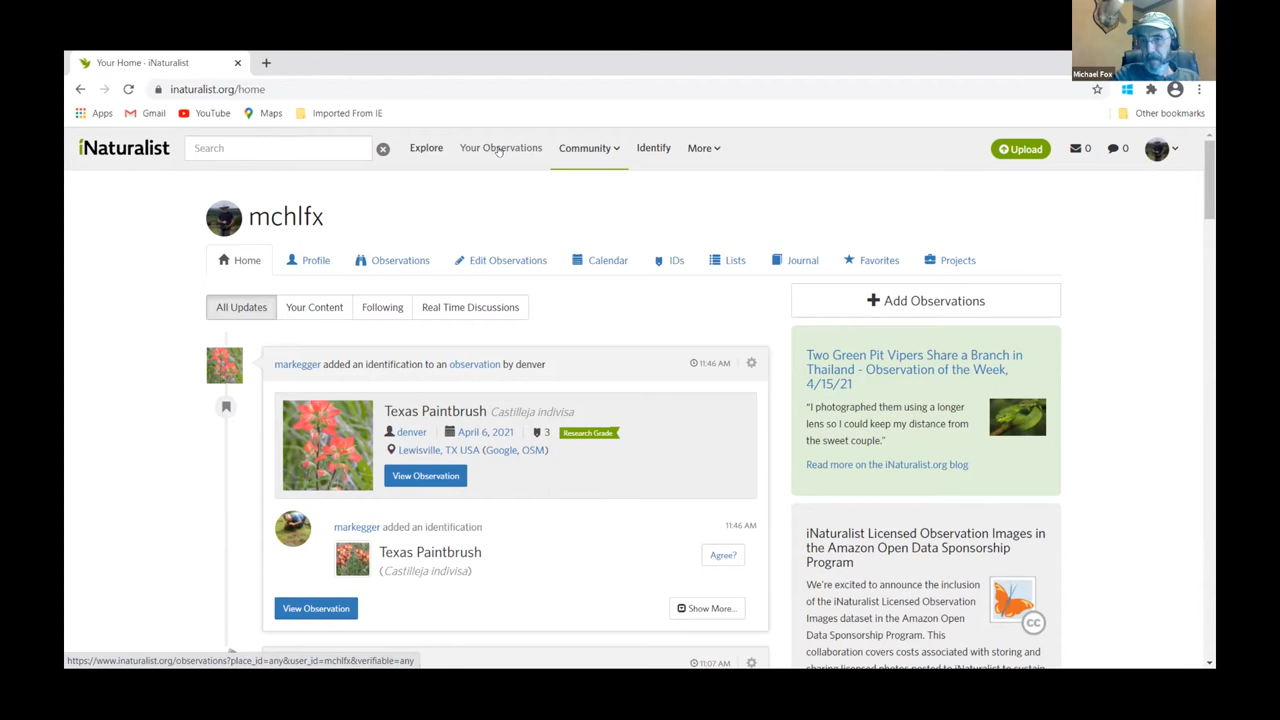 Michael Fox
Your Home · iNaturalist
inaturalist.org/home
Apps Gmail YouTube Maps Imported From IE Other bookmarks
iNaturalist Search Explore Your Observations Community Identify More Upload 0 0
mchlfx
Home Profile Observations Edit Observations Calendar IDs Lists Journal Favorites Projects
All Updates Your Content Following Real Time Discussions
markegger added an identification to an observation by denver 11:46 AM
Texas Paintbrush Castilleja indivisa
denver April 6, 2021 3 Research Grade
Lewisville, TX USA (Google, OSM)
View Observation
markegger added an identification 11:46 AM
Texas Paintbrush
(Castilleja indivisa)
Agree?
View Observation Show More...
11:07 AM
Add Observations
Two Green Pit Vipers Share a Branch in
Thailand - Observation of the Week,
4/15/21
“I photographed them using a longer
lens so I could keep my distance from
the sweet couple.”
Read more on the iNaturalist.org blog
iNaturalist Licensed Observation Images in
the Amazon Open Data Sponsorship
Program
We're excited to announce the inclusion
of the iNaturalist Licensed Observation
Images dataset in the Amazon Open
Data Sponsorship Program. This
collaboration covers costs associated with storing and
sharing licensed photos posted to iNaturalist to sustain
CC
https://www.inaturalist.org/observations?place_id=any&user_id=mchlfx&verifiable=any